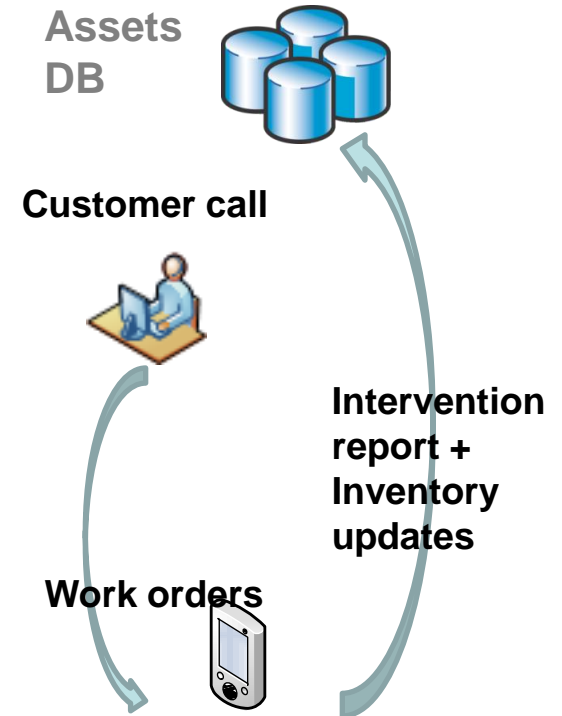 Assets
DB
Customer call
Intervention
report +
Inventory
updates
Work orders